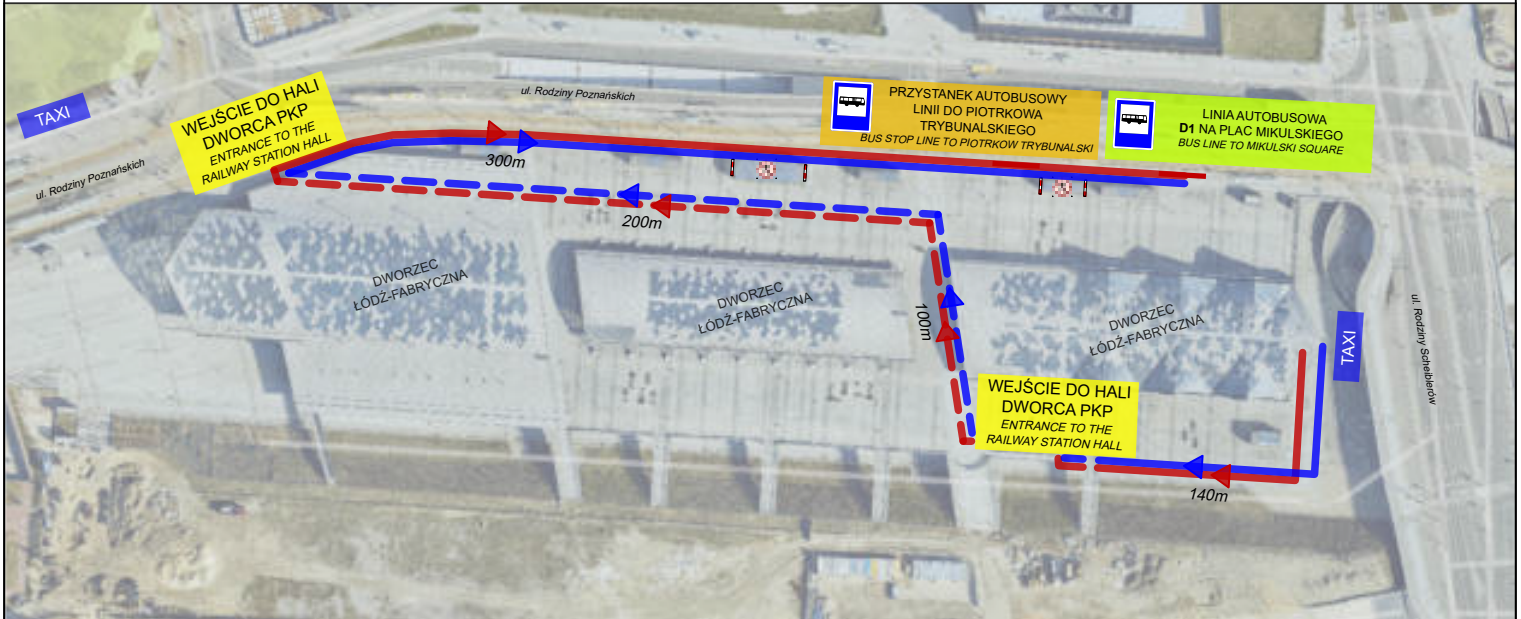 TAXI
WEJŚCIE DO HALI
DWORCA PKP
ENTRANCE TO THE
RAILWAY STATION HALL
ul. Rodziny Poznańskich
ul. Rodziny Poznańskich
PRZYSTANEK AUTOBUSOWY
LINII DO PIOTRKOWA
TRYBUNALSKIEGO
BUS STOP LINE TO PIOTRKOW TRYBUNALSKI
LINIA AUTOBUSOWA
D1 NA PLAC MIKULSKIEGO
BUS LINE TO MIKULSKI SQUARE
300m
200m
100m
DWORZEC
ŁÓDŹ-FABRYCZNA
DWORZEC
ŁÓDŹ-FABRYCZNA
DWORZEC
ŁÓDŹ-FABRYCZNA
TAXI
ul. Rodziny Scheiblerów
WEJŚCIE DO HALI
DWORCA PKP
ENTRANCE TO THE
RAILWAY STATION HALL
140m